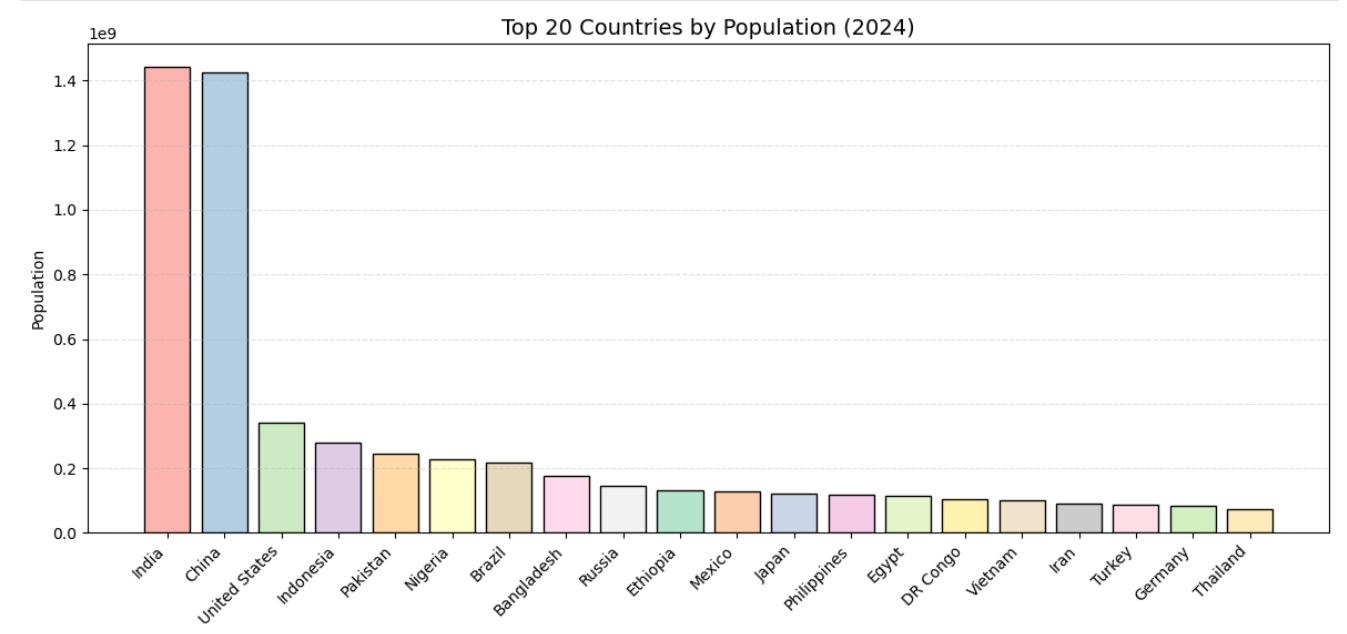 Top 20 Countries by Population (2024)
1e9
1.4
1.2
1.0
0.8
0.6
0.4
0.2
0.0
Population
India
China
United States
Indonesia
Pakistan
Nigeria
Brazil
Bangladesh
Russia
Ethiopia
Mexico
Japan
Philippines
Egypt
DR Congo
Vietnam
Iran
Turkey
Germany
Thailand